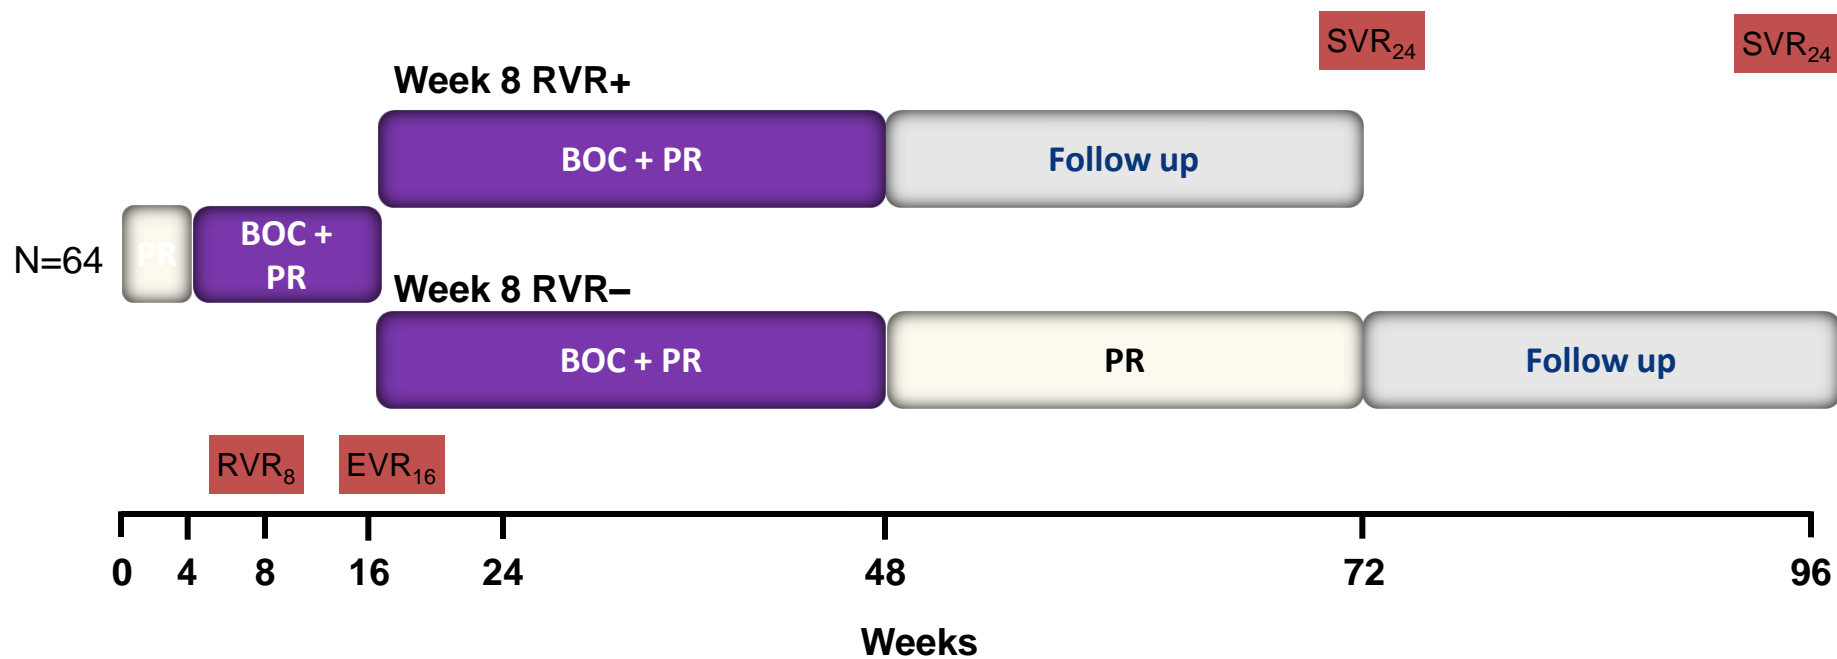 SVR24
SVR24
Week 8 RVR+
BOC + PR
Follow up
N=64
PR
BOC +
PR
Week 8 RVR–
BOC + PR
PR
Follow up
RVR8
EVR16
0 4 8 16 24 48 72 96
Weeks